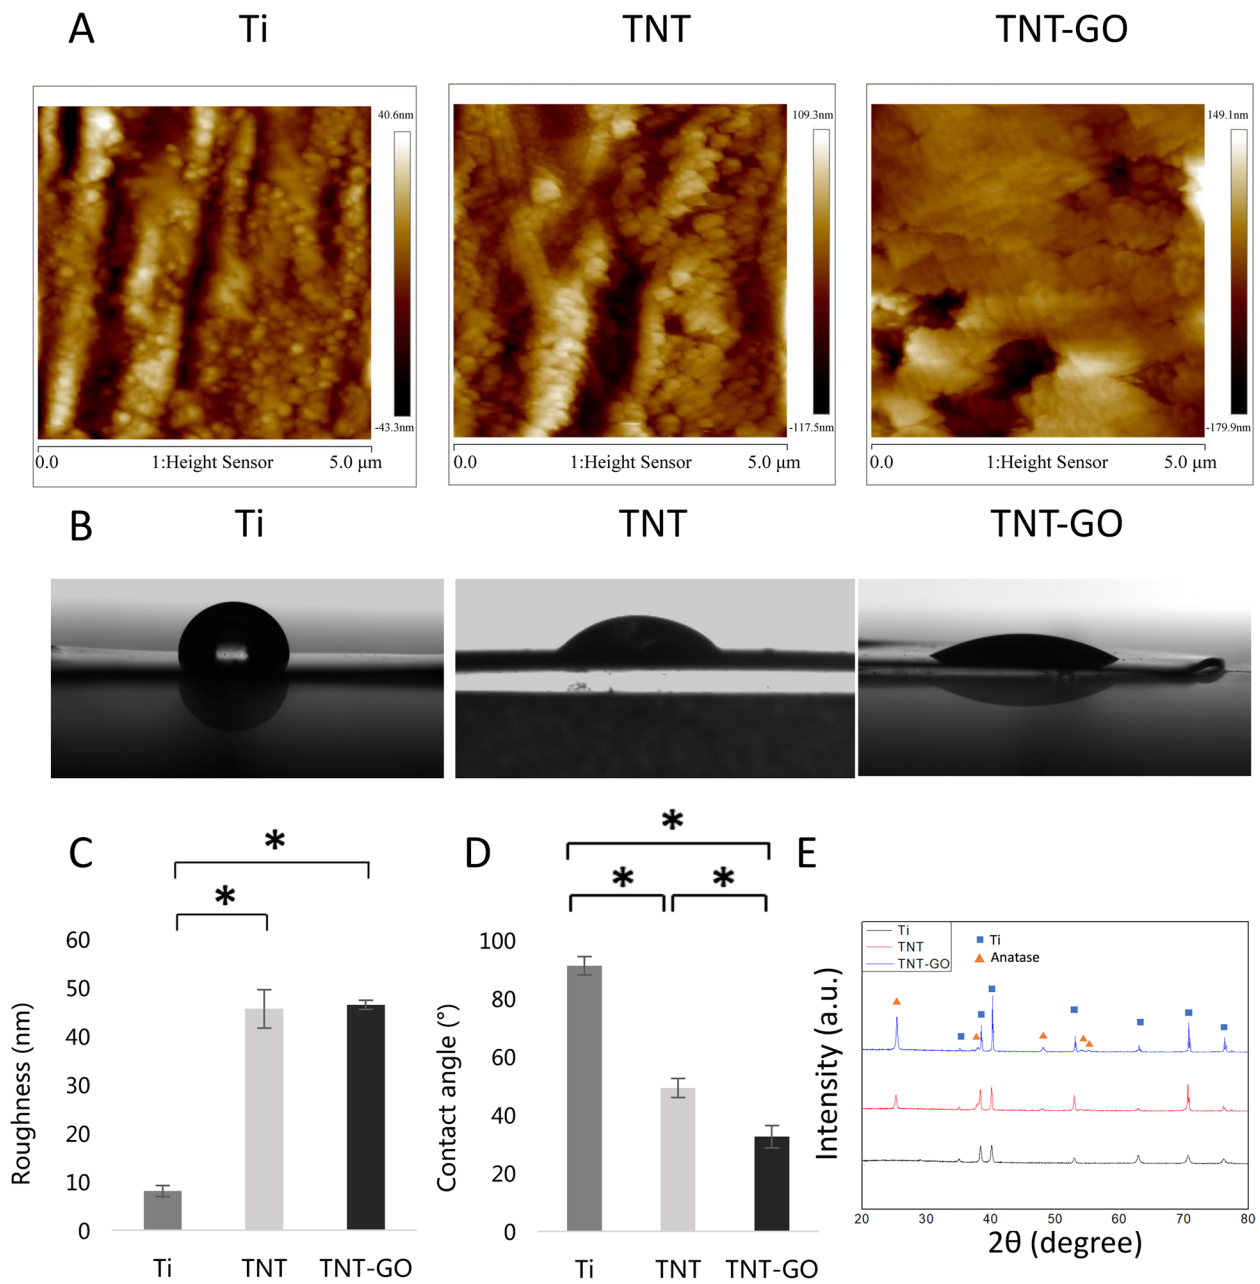 A
Ti
TNT
TNT-GO
40.6nm
-43.3nm
0.0
1:Height Sensor
5.0 μm
109.3nm
-117.5nm
0.0
1:Height Sensor
5.0 μm
149.1nm
-179.9nm
0.0
1:Height Sensor
5.0 μm
B
Ti
TNT
TNT-GO
C
*
*
Roughness (nm)
60
50
40
30
20
10
0
Ti
TNT
TNT-GO
D
*
*
*
Contact angle (°)
100
80
60
40
20
0
Ti
TNT
TNT-GO
E
Intensity (a.u.)
Ti
TNT
TNT-GO
Ti
Anatase
20
30
40
50
60
70
80
2θ (degree)